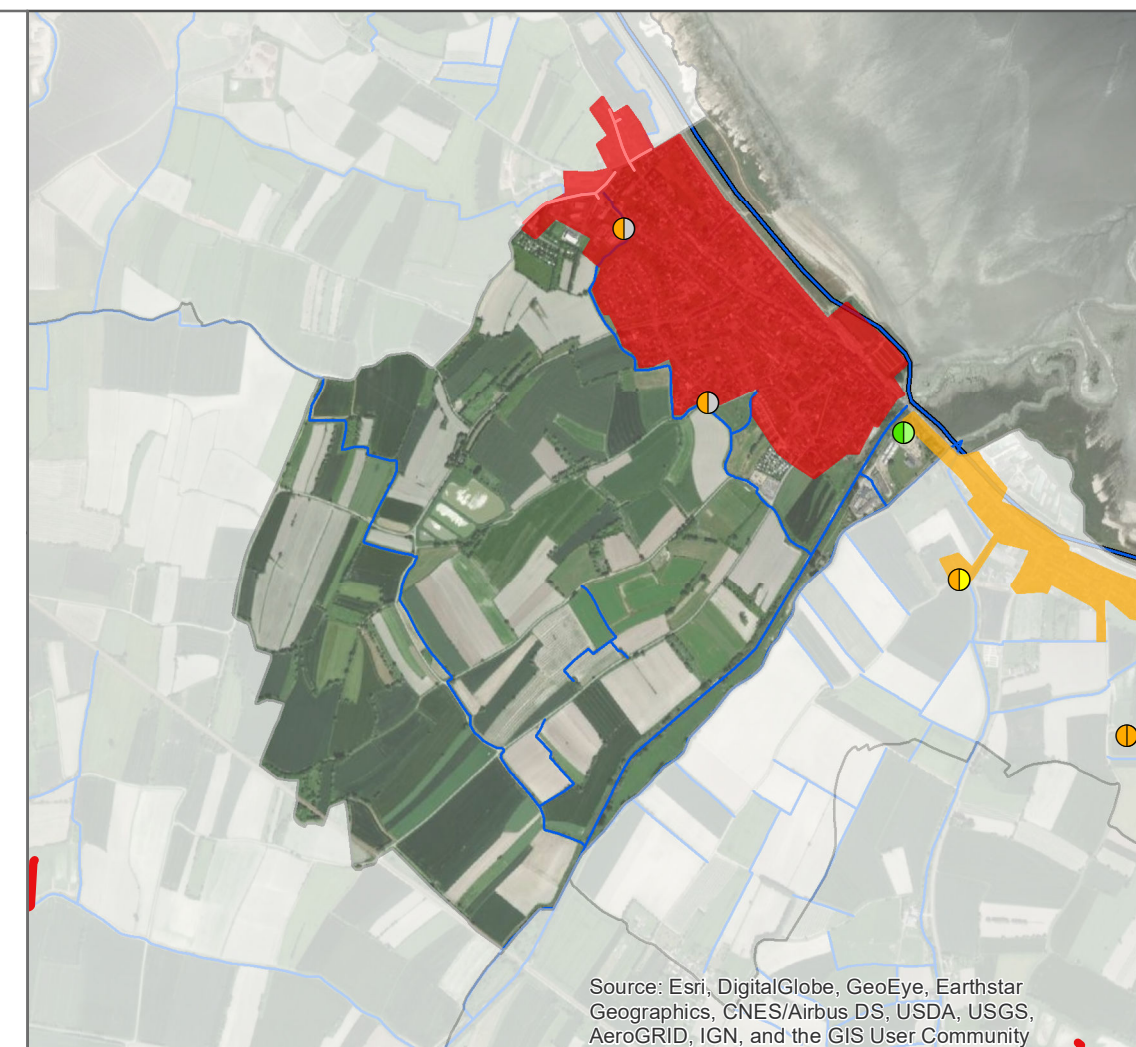 Source: Esri, DigitalGlobe, GeoEye, Earthstar
Geographics, CNES/Airbus DS, USDA, USGS,
AeroGRID, IGN, and the GIS User Community